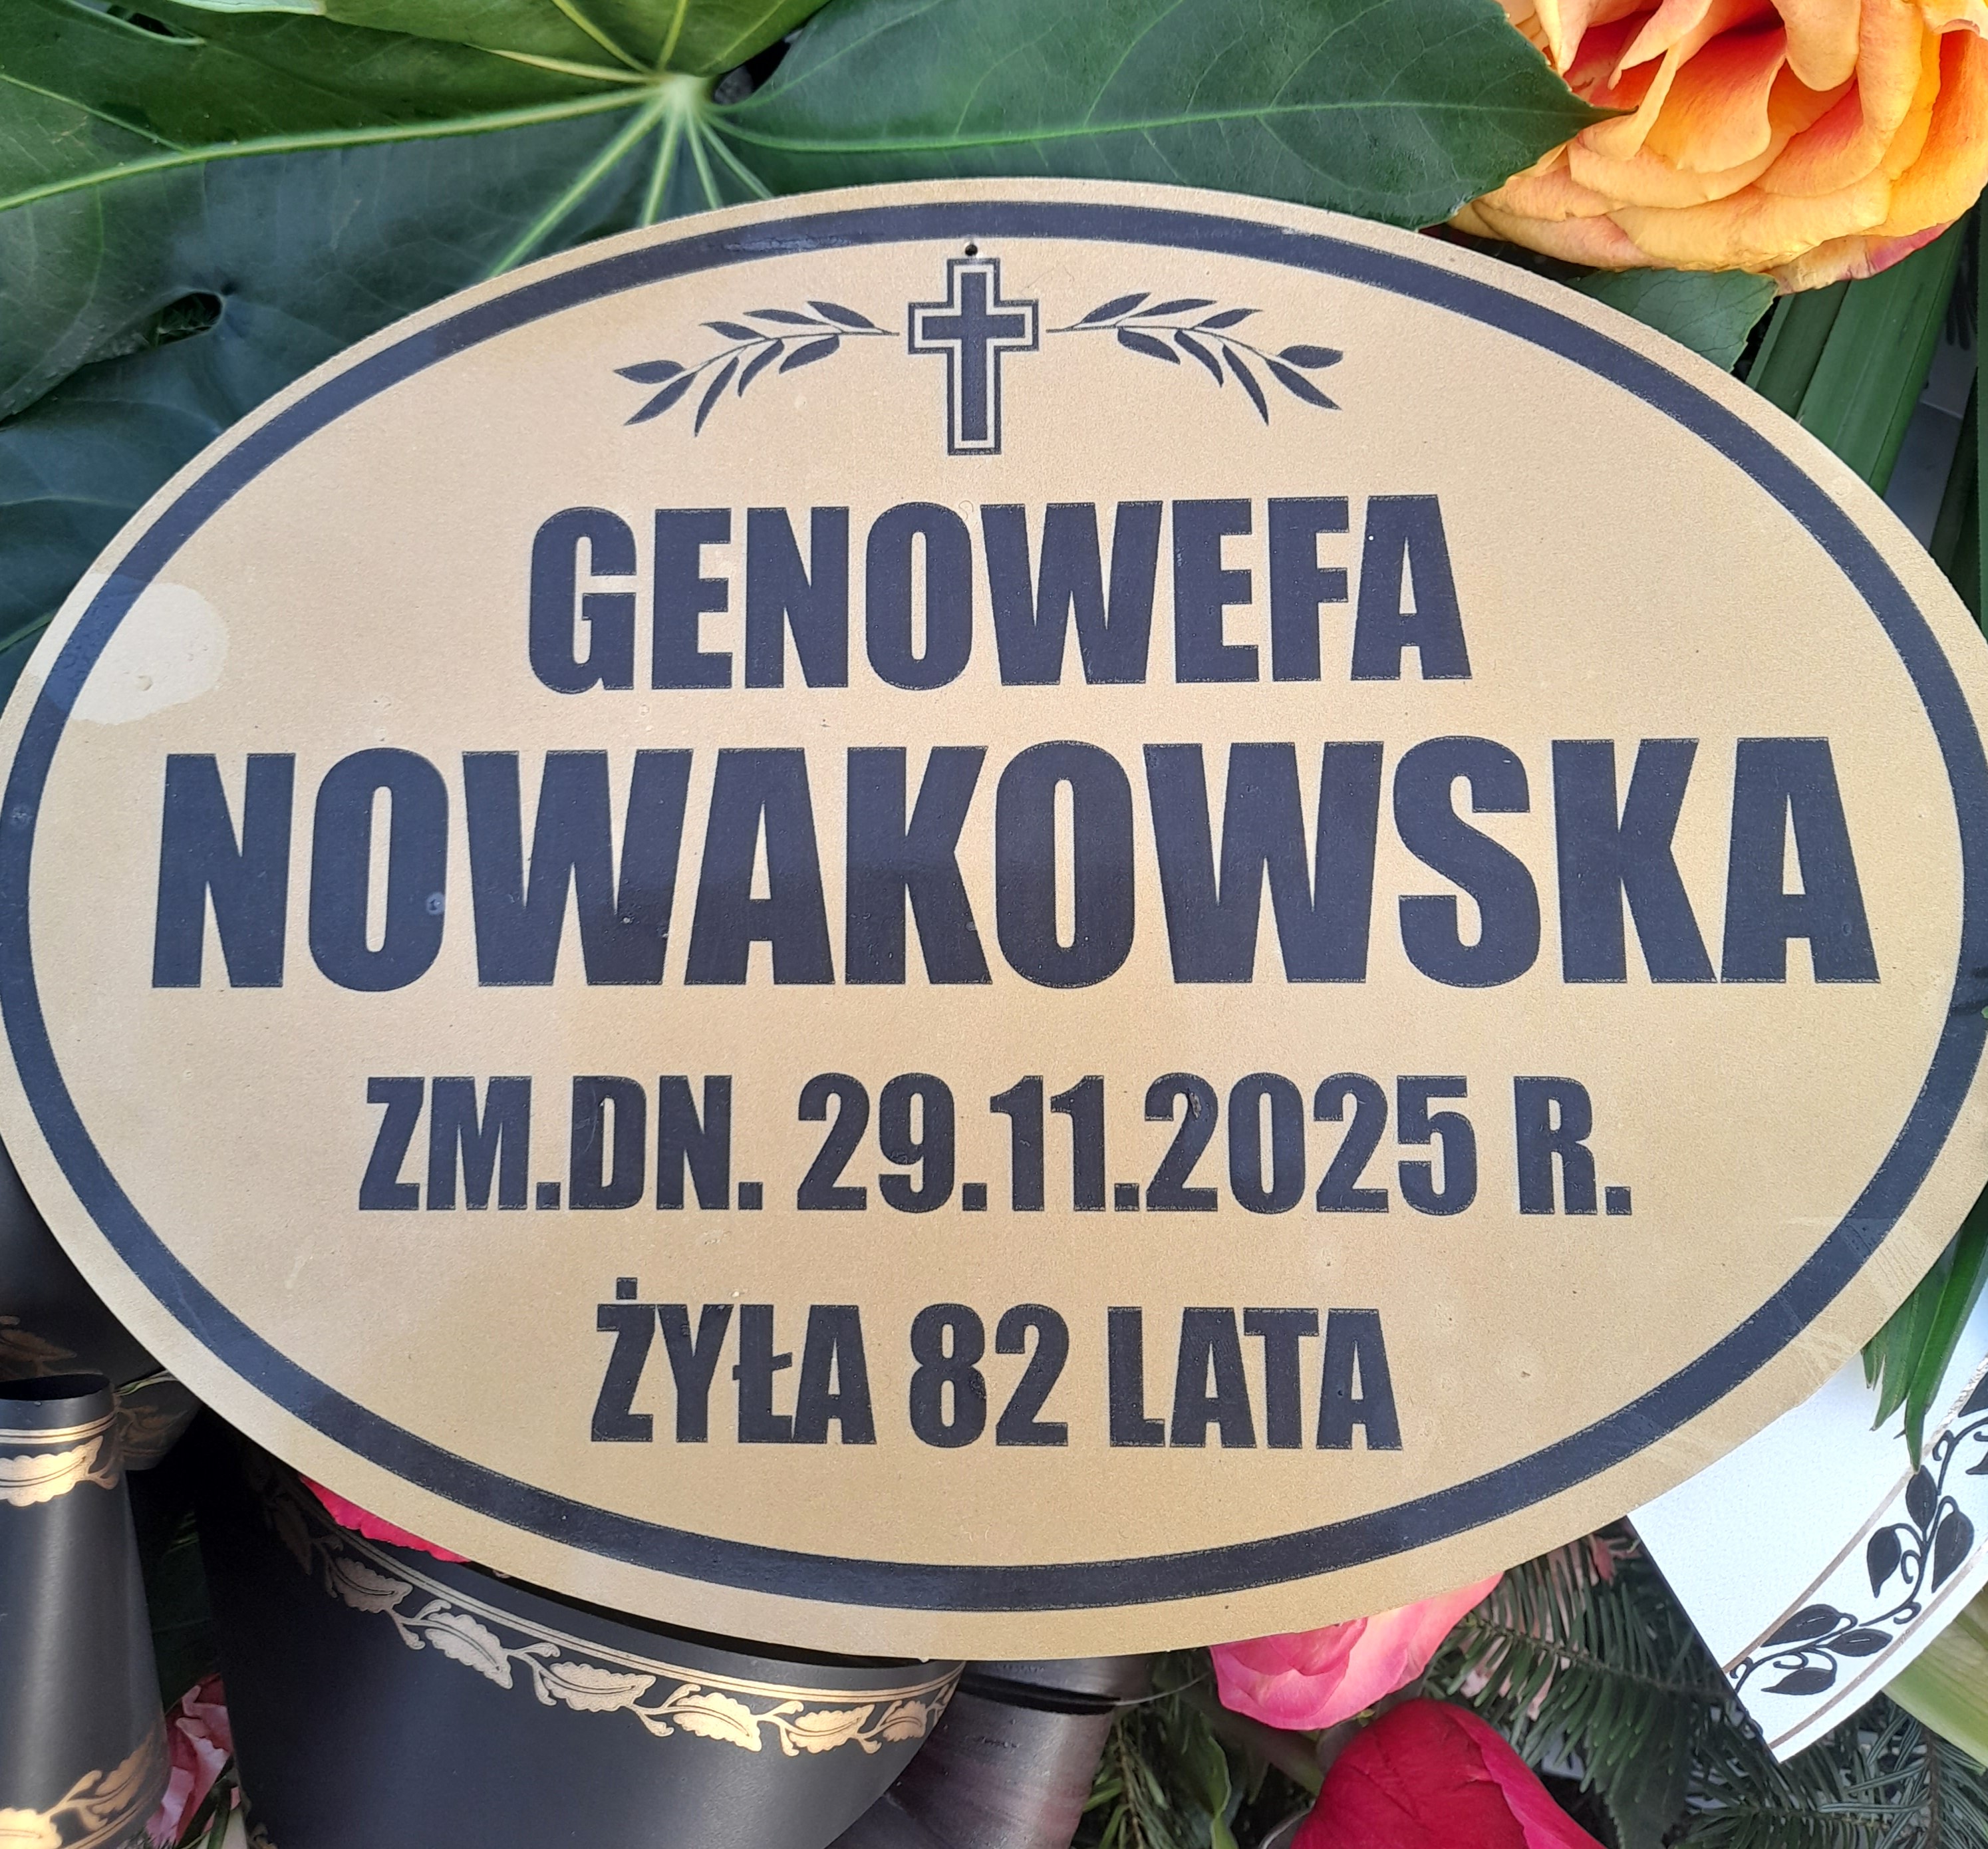 GENOWEFA
NOWAKOWSKA
ZM.DN. 29.11.2025 R.
ŻYŁA 82 LATA